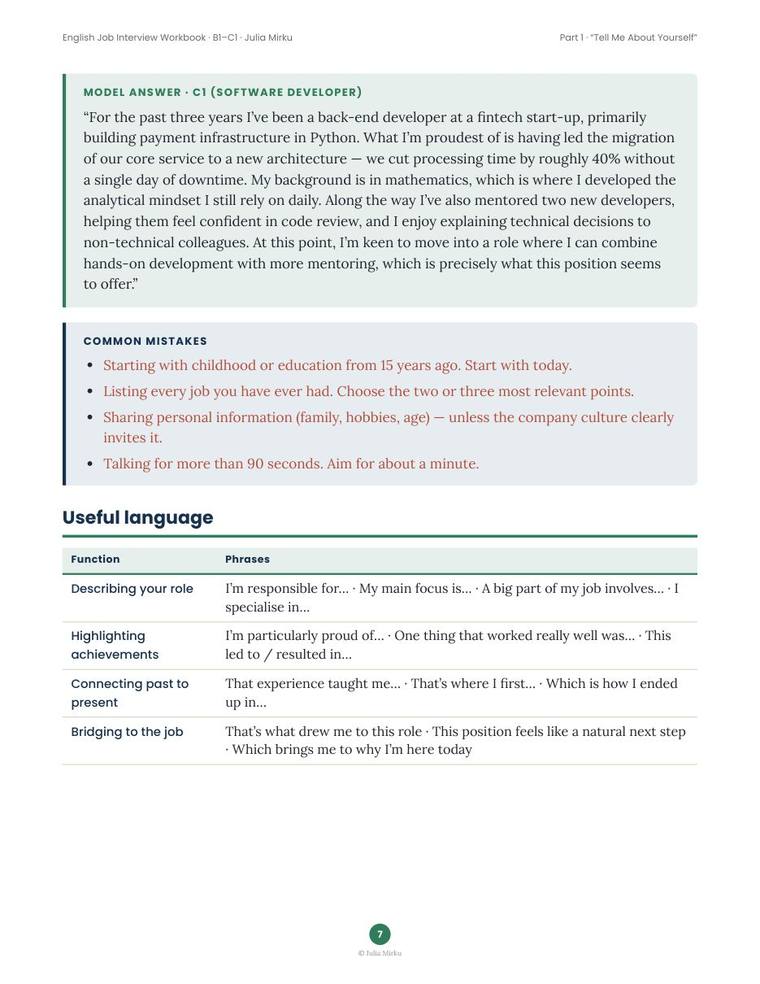 English Job Interview Workbook · B1–C1 · Julia Mirku
Part 1 · “Tell Me About Yourself”
MODEL ANSWER · C1 (SOFTWARE DEVELOPER)
“For the past three years I’ve been a back-end developer at a fintech start-up, primarily
building payment infrastructure in Python. What I’m proudest of is having led the migration
of our core service to a new architecture — we cut processing time by roughly 40% without
a single day of downtime. My background is in mathematics, which is where I developed the
analytical mindset I still rely on daily. Along the way I’ve also mentored two new developers,
helping them feel confident in code review, and I enjoy explaining technical decisions to
non-technical colleagues. At this point, I’m keen to move into a role where I can combine
hands-on development with more mentoring, which is precisely what this position seems
to offer.”
COMMON MISTAKES
• Starting with childhood or education from 15 years ago. Start with today.
• Listing every job you have ever had. Choose the two or three most relevant points.
• Sharing personal information (family, hobbies, age) — unless the company culture clearly
invites it.
• Talking for more than 90 seconds. Aim for about a minute.
Useful language
Function Phrases
Describing your role I’m responsible for… · My main focus is… · A big part of my job involves… · I
specialise in…
Highlighting I’m particularly proud of… · One thing that worked really well was… · This
achievements led to / resulted in…
Connecting past to That experience taught me… · That’s where I first… · Which is how I ended
present up in…
Bridging to the job That’s what drew me to this role · This position feels like a natural next step
· Which brings me to why I’m here today
7
© Julia Mirku